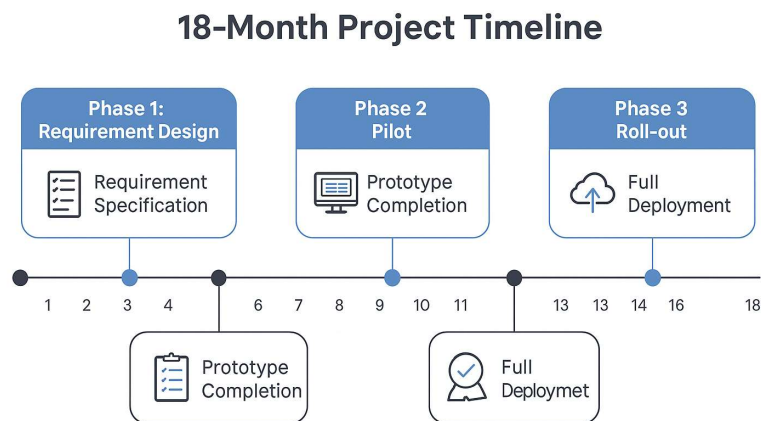 18-Month Project Timeline
Phase 1:
Requirement Design
Requirement
Specification
Phase 2
Pilot
Prototype
Completion
Phase 3
Roll-out
Full
Deployment
1 2 3 4 6 7 8 9 10 11 13 13 14 16 18
Prototype
Completion
Full
Deploymet